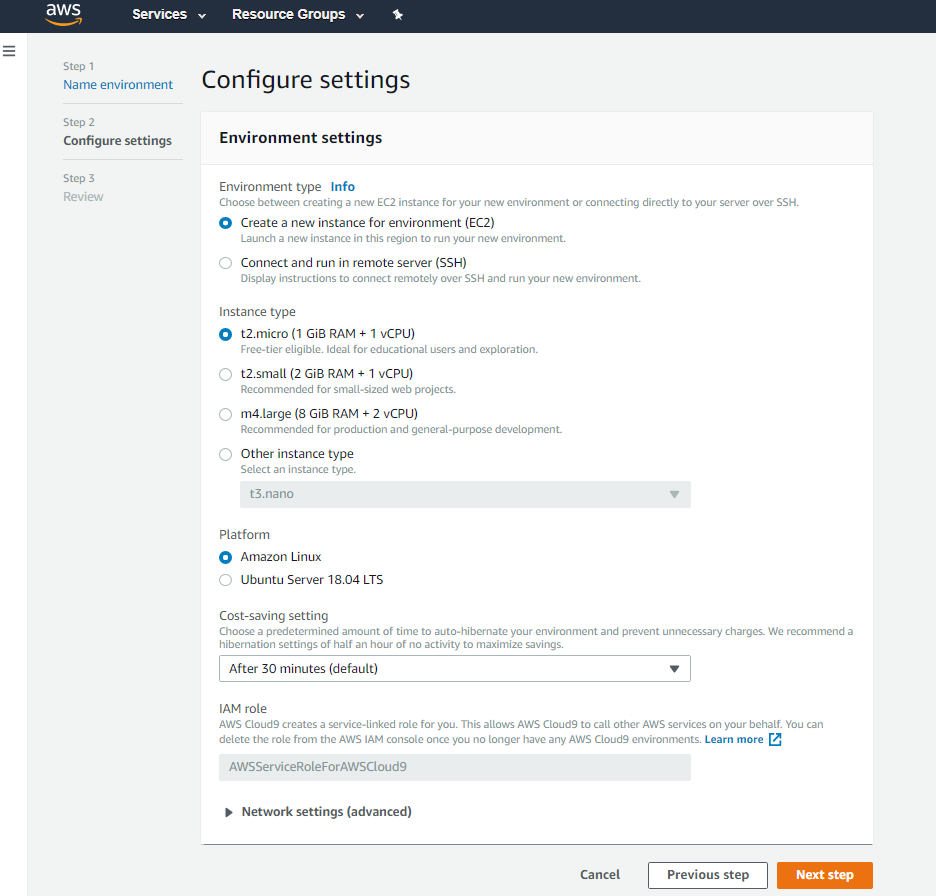 aws Services Resource Groups
Step 1
Name environment
Step 2
Configure settings
Step 3
Review
Configure settings
Environment settings
Environment type Info
Choose between creating a new EC2 instance for your new environment or connecting directly to your server over SSH.
Create a new instance for environment (EC2)
Launch a new instance in this region to run your new environment.
Connect and run in remote server (SSH)
Display instructions to connect remotely over SSH and run your new environment.
Instance type
t2.micro (1 GiB RAM + 1 vCPU)
Free-tier eligible. Ideal for educational users and exploration.
t2.small (2 GiB RAM + 1 vCPU)
Recommended for small-sized web projects.
m4.large (8 GiB RAM + 2 vCPU)
Recommended for production and general-purpose development.
Other instance type
Select an instance type.
t3.nano
Platform
Amazon Linux
Ubuntu Server 18.04 LTS
Cost-saving setting
Choose a predetermined amount of time to auto-hibernate your environment and prevent unnecessary charges. We recommend a
hibernation settings of half an hour of no activity to maximize savings.
After 30 minutes (default)
IAM role
AWS Cloud9 creates a service-linked role for you. This allows AWS Cloud9 to call other AWS services on your behalf. You can
delete the role from the AWS IAM console once you no longer have any AWS Cloud9 environments. Learn more
AWSServiceRoleForAWSCloud9
Network settings (advanced)
Cancel Previous step Next step